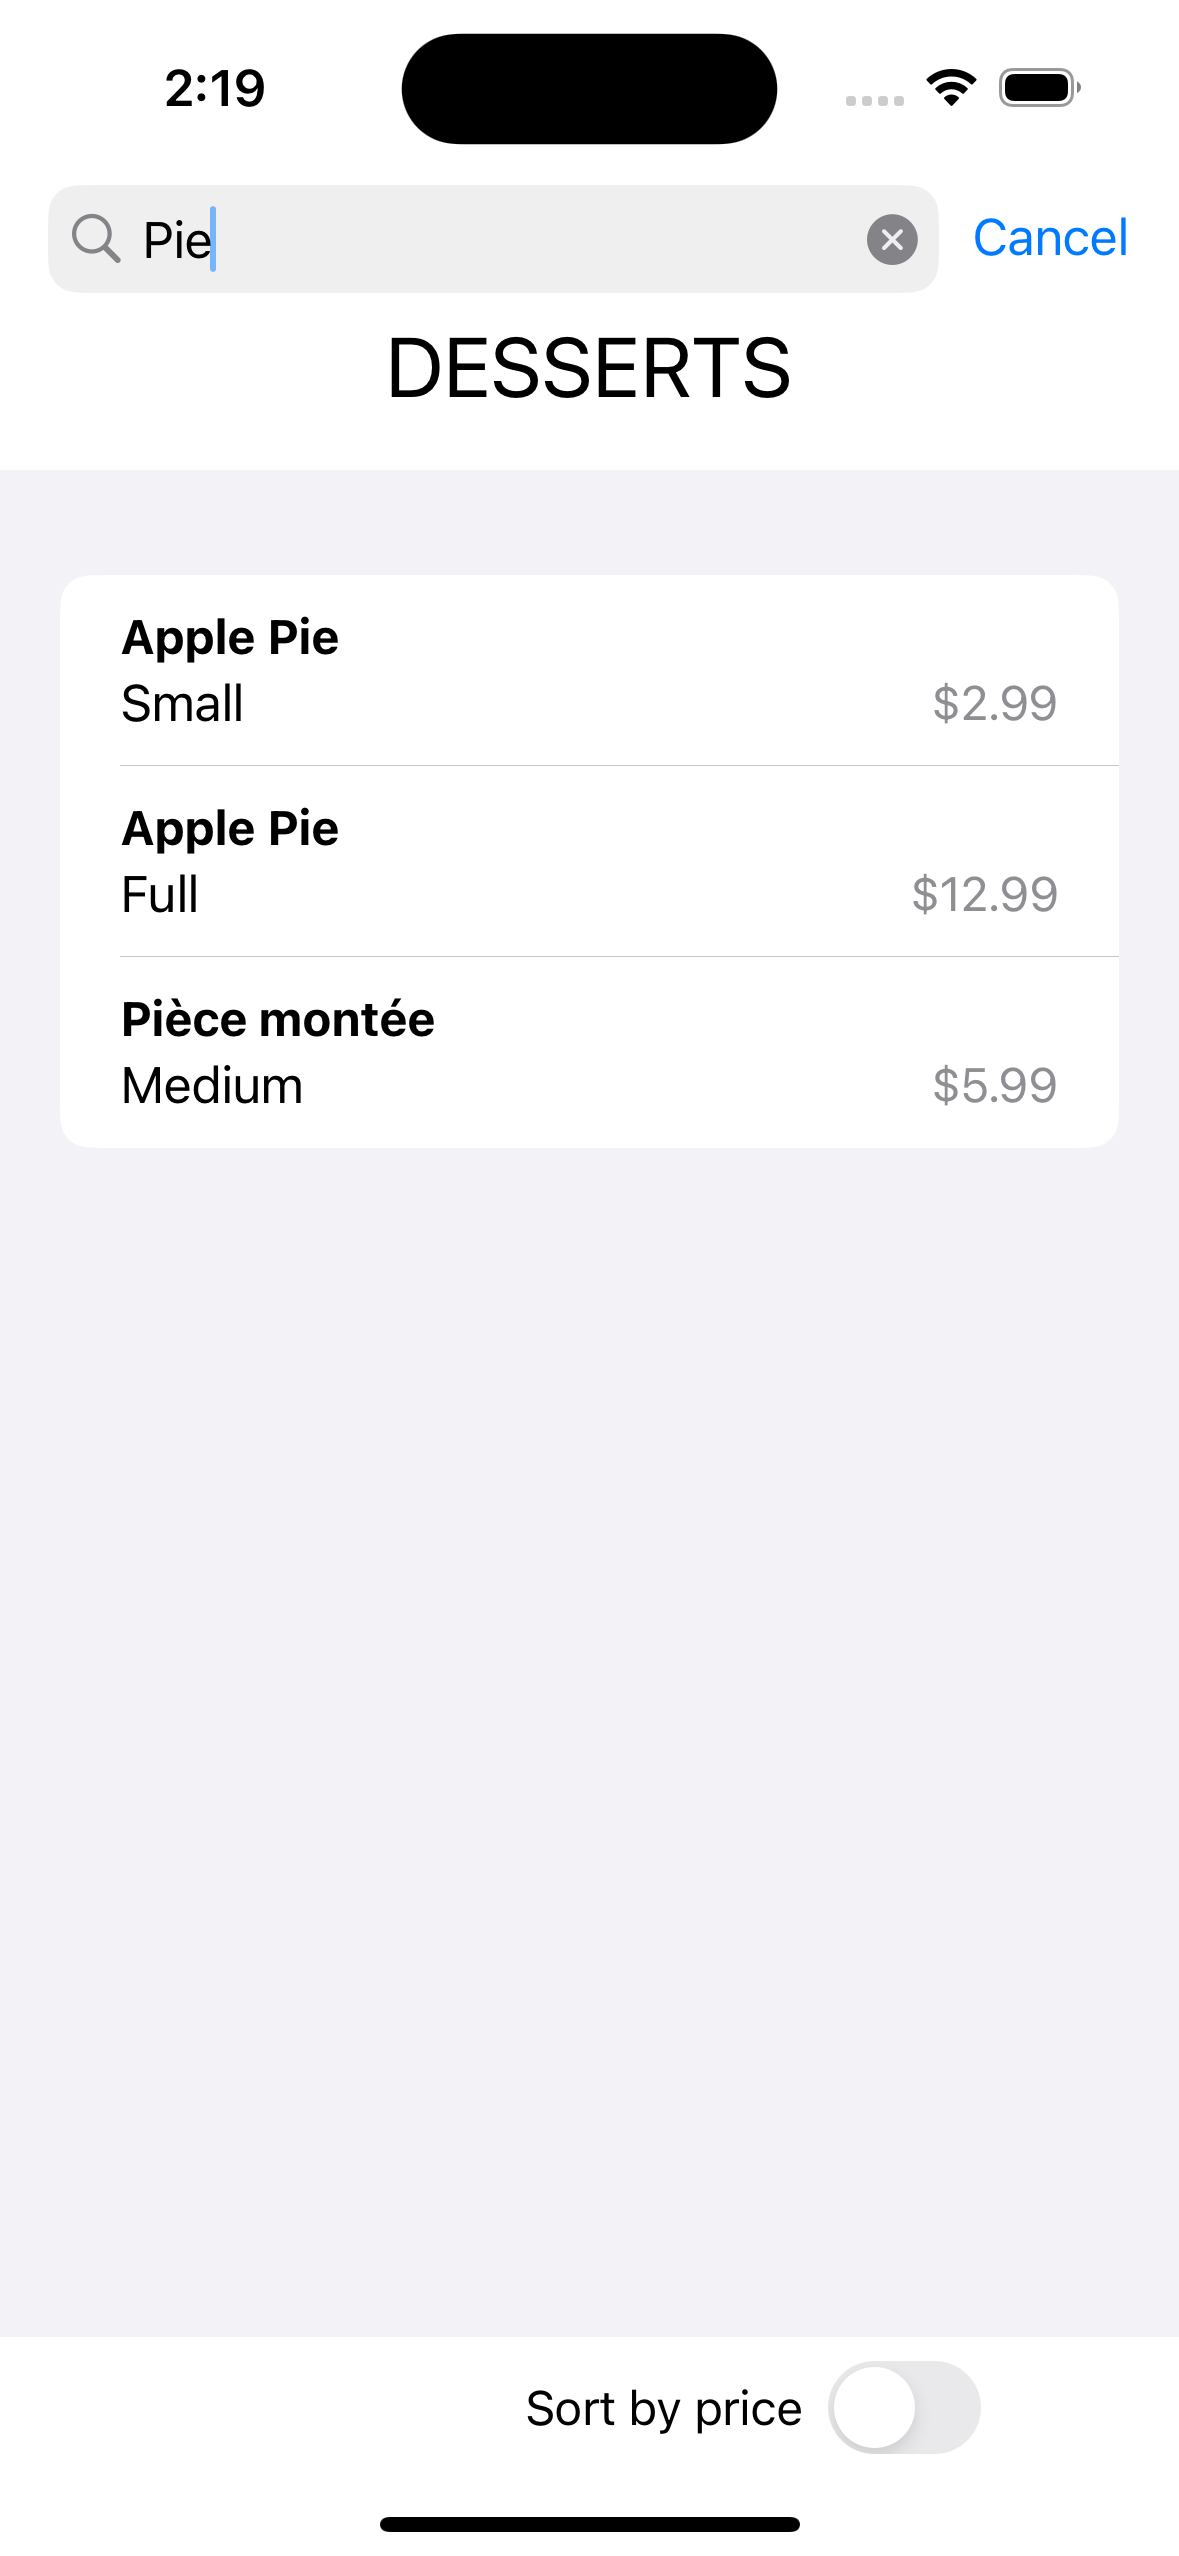 2:19
Pie
Cancel
DESSERTS
Apple Pie
Small
$2.99
Apple Pie
Full
$12.99
Pièce montée
Medium
$5.99
Sort by price